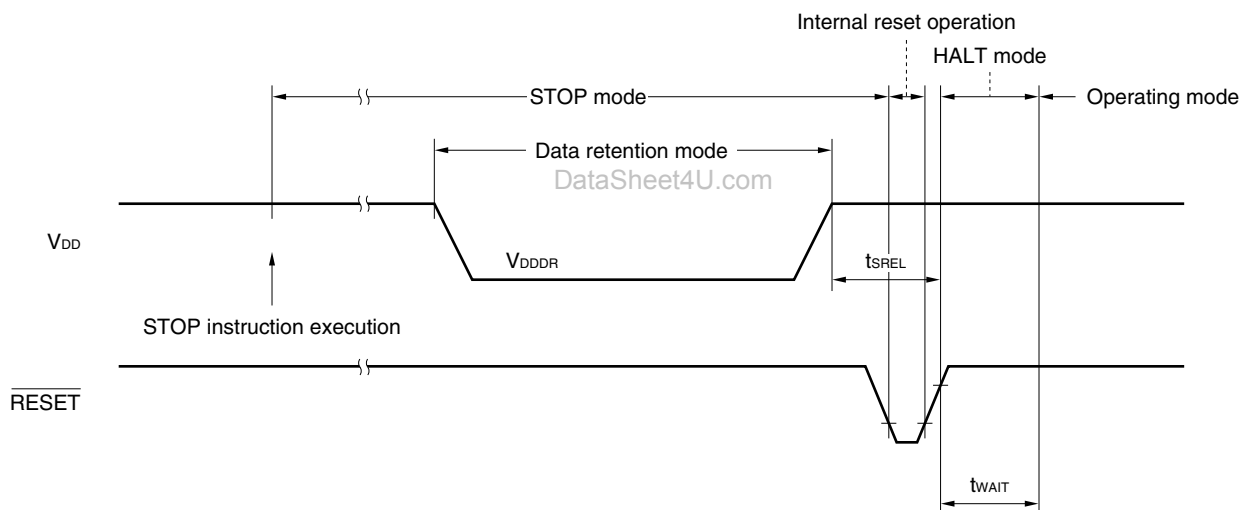 Internal reset operation
HALT mode
STOP mode
Operating mode
Data retention mode
DataSheet4U.com
VDD
VDDDR
tSREL
STOP instruction execution
RESET
tWAIT